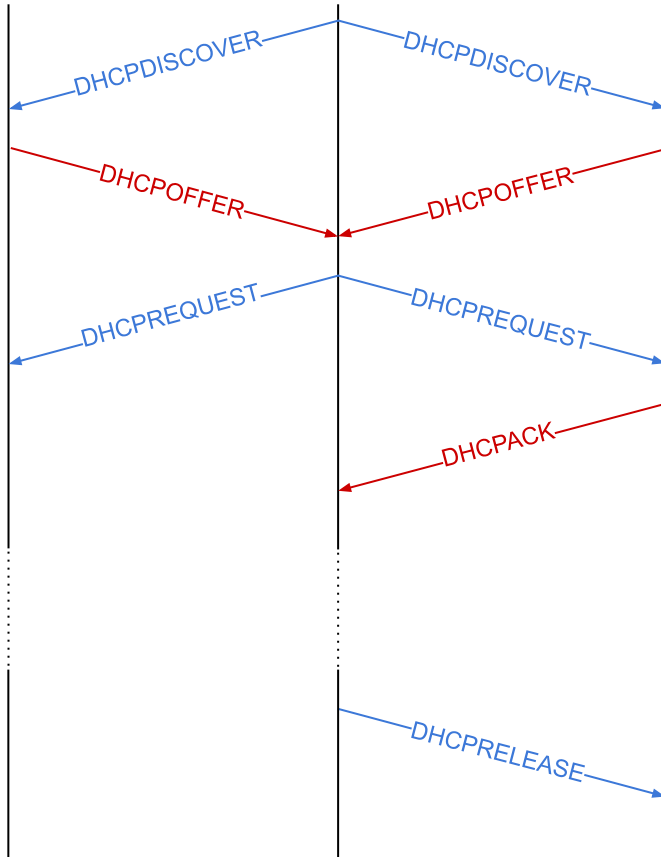 DHCPDISCOVER
DHCPDISCOVER
DHCPOFFER
DHCPOFFER
DHCPREQUEST
DHCPREQUEST
DHCPACK
DHCPRELEASE